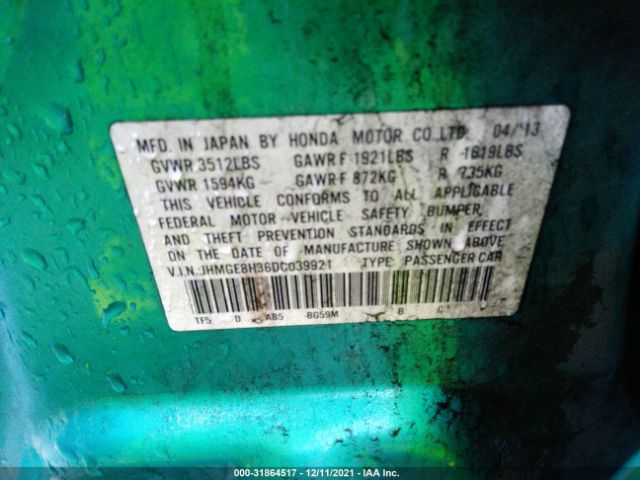 MFD. IN JAPAN BY HONDA MOTOR CO.,LTD. 04/'13
GVWR 3512LBS GAWR F 1921LBS R 1619LBS
GVWR 1594KG GAWR F 872KG R 735KG
THIS VEHICLE CONFORMS TO ALL APPLICABLE
FEDERAL MOTOR VEHICLE SAFETY, BUMPER,
AND THEFT PREVENTION STANDARDS IN EFFECT
ON THE DATE OF MANUFACTURE SHOWN ABOVE.
V.I.N: JHMGE8H36DC039921 TYPE: PASSENGER CAR
TF5 0 AB5 BG59M B C1
000-31864517 - 12/11/2021 - IAA Inc.